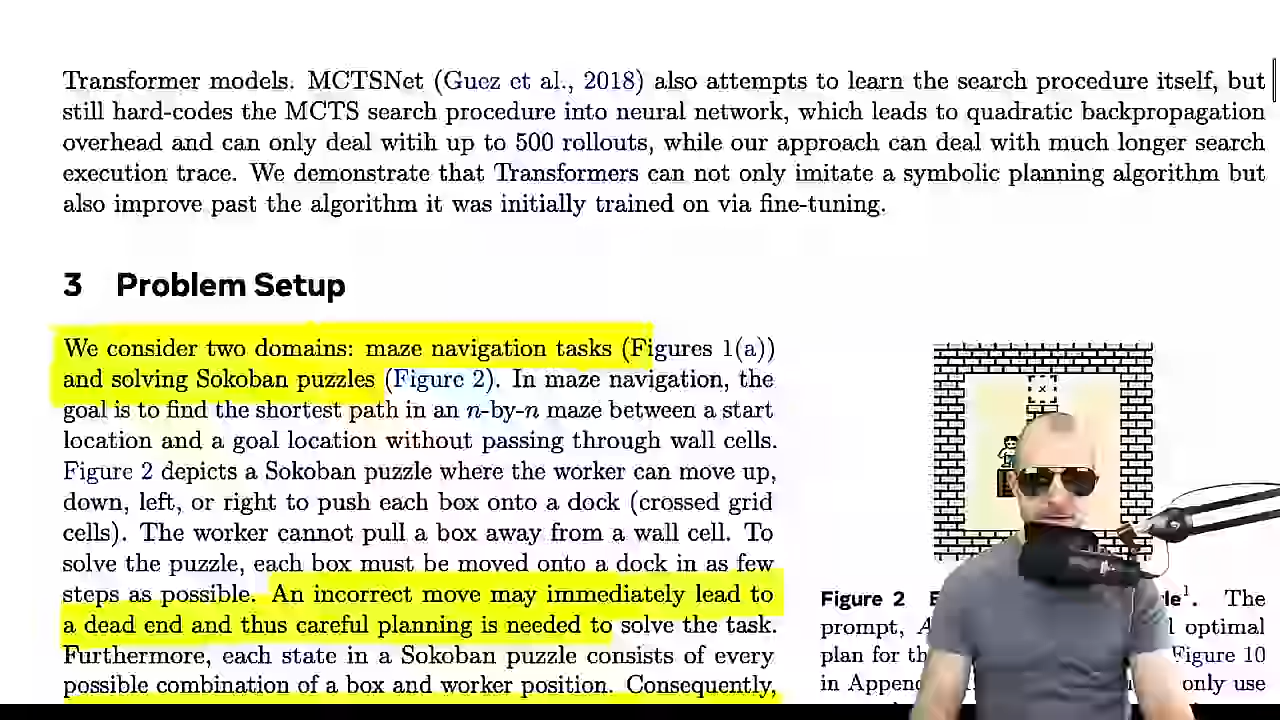 Transformer models. MCTSNet (Guez et al., 2018) also attempts to learn the search procedure itself, but
still hard-codes the MCTS search procedure into neural network, which leads to quadratic backpropagation
overhead and can only deal witih up to 500 rollouts, while our approach can deal with much longer search
execution trace. We demonstrate that Transformers can not only imitate a symbolic planning algorithm but
also improve past the algorithm it was initially trained on via fine-tuning.
3 Problem Setup
We consider two domains: maze navigation tasks (Figures 1(a))
and solving Sokoban puzzles (Figure 2). In maze navigation, the
goal is to find the shortest path in an n-by-n maze between a start
location and a goal location without passing through wall cells.
Figure 2 depicts a Sokoban puzzle where the worker can move up,
down, left, or right to push each box onto a dock (crossed grid
cells). The worker cannot pull a box away from a wall cell. To
solve the puzzle, each box must be moved onto a dock in as few
steps as possible. An incorrect move may immediately lead to
a dead end and thus careful planning is needed to solve the task.
Furthermore, each state in a Sokoban puzzle consists of every
possible combination of a box and worker position. Consequently,
Figure 2 The
prompt, optimal
plan for Figure 10
in only use